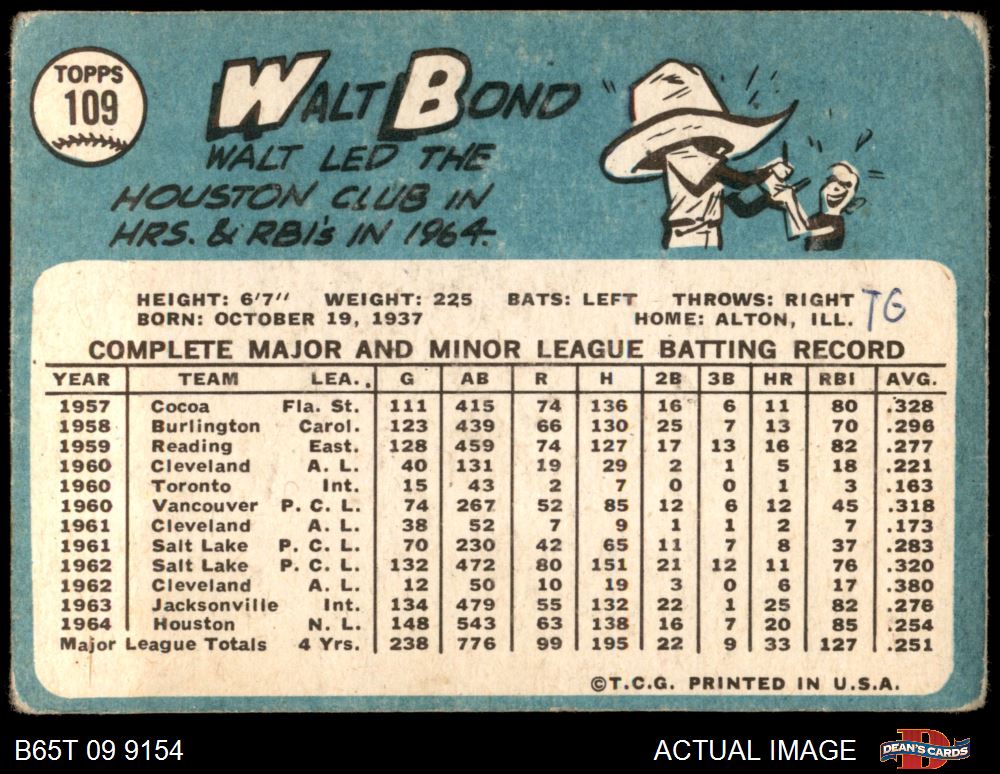 TOPPS
109
WALT BOND
WALT LED THE
HOUSTON CLUB IN
HRS. & RBI's IN 1964.
HEIGHT: 6'7" WEIGHT: 225 BATS: LEFT THROWS: RIGHT
BORN: OCTOBER 19, 1937 HOME: ALTON, ILL. TG
COMPLETE MAJOR AND MINOR LEAGUE BATTING RECORD
YEAR TEAM LEA. G AB R H 2B 3B HR RBI AVG.
1957 Cocoa Fla. St. 111 415 74 136 16 6 11 80 .328
1958 Burlington Carol. 123 439 66 130 25 7 13 70 .296
1959 Reading East. 128 459 74 127 17 13 16 82 .277
1960 Cleveland A. L. 40 131 19 29 2 1 5 18 .221
1960 Toronto Int. 15 43 2 7 0 0 1 3 .163
1960 Vancouver P. C. L. 74 267 52 85 12 6 12 45 .318
1961 Cleveland A. L. 38 52 7 9 1 1 2 7 .173
1961 Salt Lake P. C. L. 70 230 42 65 11 7 8 37 .283
1962 Salt Lake P. C. L. 132 472 80 151 21 12 11 76 .320
1962 Cleveland A. L. 12 50 10 19 3 0 6 17 .380
1963 Jacksonville Int. 134 479 55 132 22 1 25 82 .276
1964 Houston N. L. 148 543 63 138 16 7 20 85 .254
Major League Totals 4 Yrs. 238 776 99 195 22 9 33 127 .251
©T.C.G. PRINTED IN U.S.A.
B65T 09 9154 ACTUAL IMAGE DEAN'S CARDS